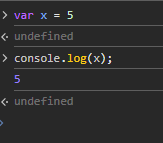 > var x = 5
<· undefined
> console.log(x);
5
<· undefined
>